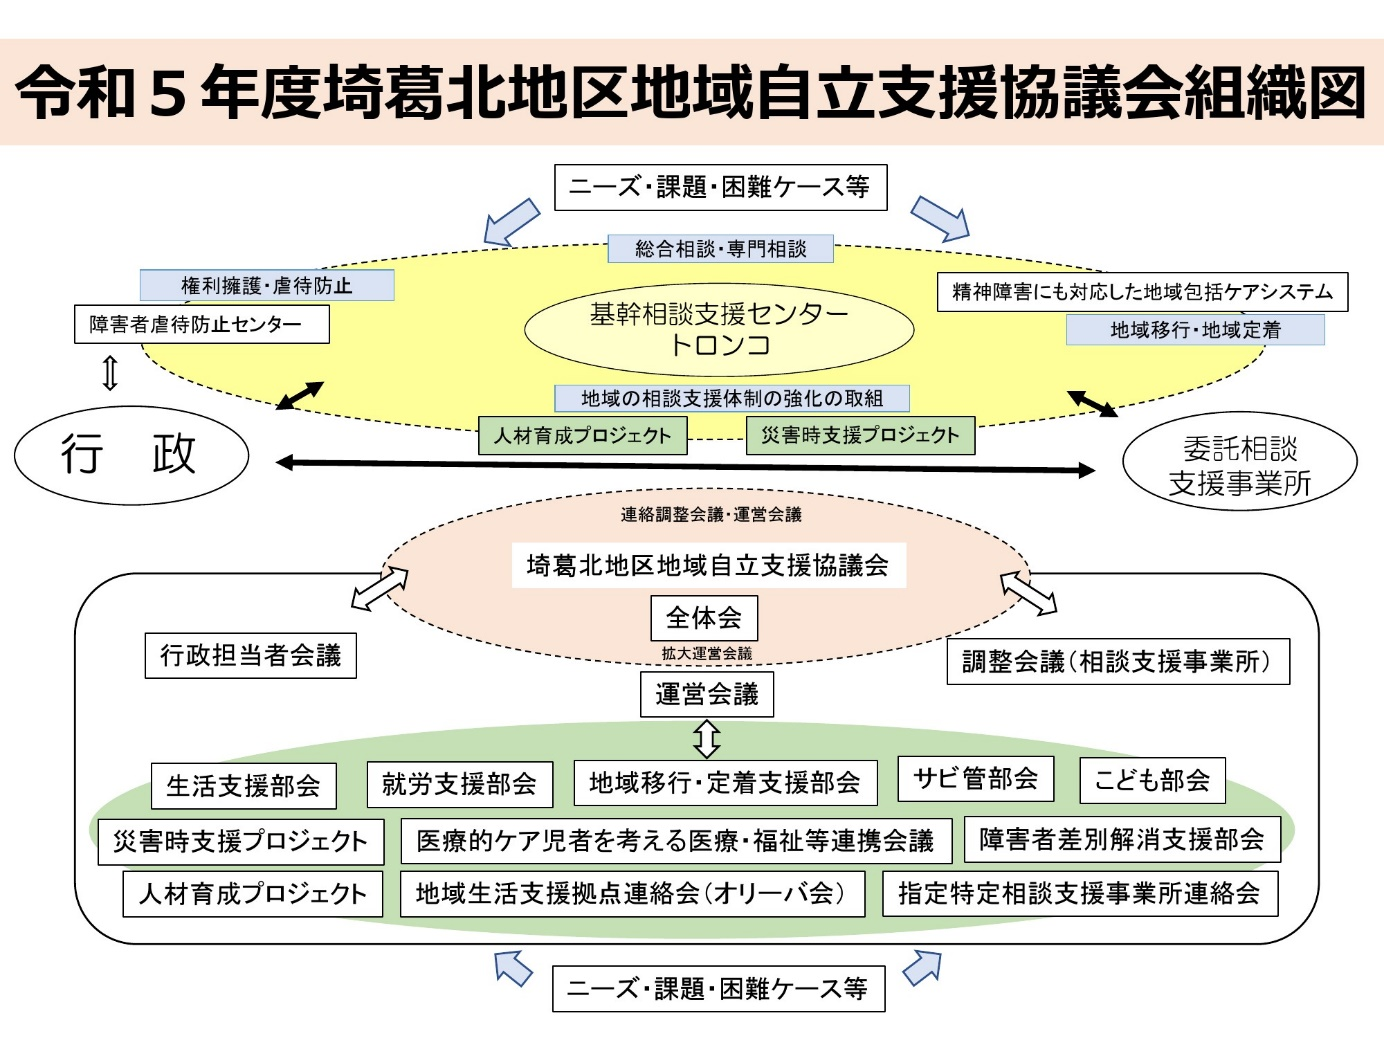 令和５年度埼葛北地区地域自立支援協議会組織図
ニーズ・課題・困難ケース等
総合相談・専門相談
権利擁護・虐待防止
障害者虐待防止センター
精神障害にも対応した地域包括ケアシステム
地域移行・地域定着
基幹相談支援センター
トロンコ
地域の相談支援体制の強化の取組
人材育成プロジェクト
災害時支援プロジェクト
行　政
委託相談
支援事業所
連絡調整会議・運営会議
埼葛北地区地域自立支援協議会
全体会
拡大運営会議
行政担当者会議
調整会議（相談支援事業所）
運営会議
生活支援部会
就労支援部会
地域移行・定着支援部会
サビ管部会
こども部会
災害時支援プロジェクト
医療的ケア児者を考える医療・福祉等連携会議
障害者差別解消支援部会
人材育成プロジェクト
地域生活支援拠点連絡会（オリーバ会）
指定特定相談支援事業所連絡会
ニーズ・課題・困難ケース等